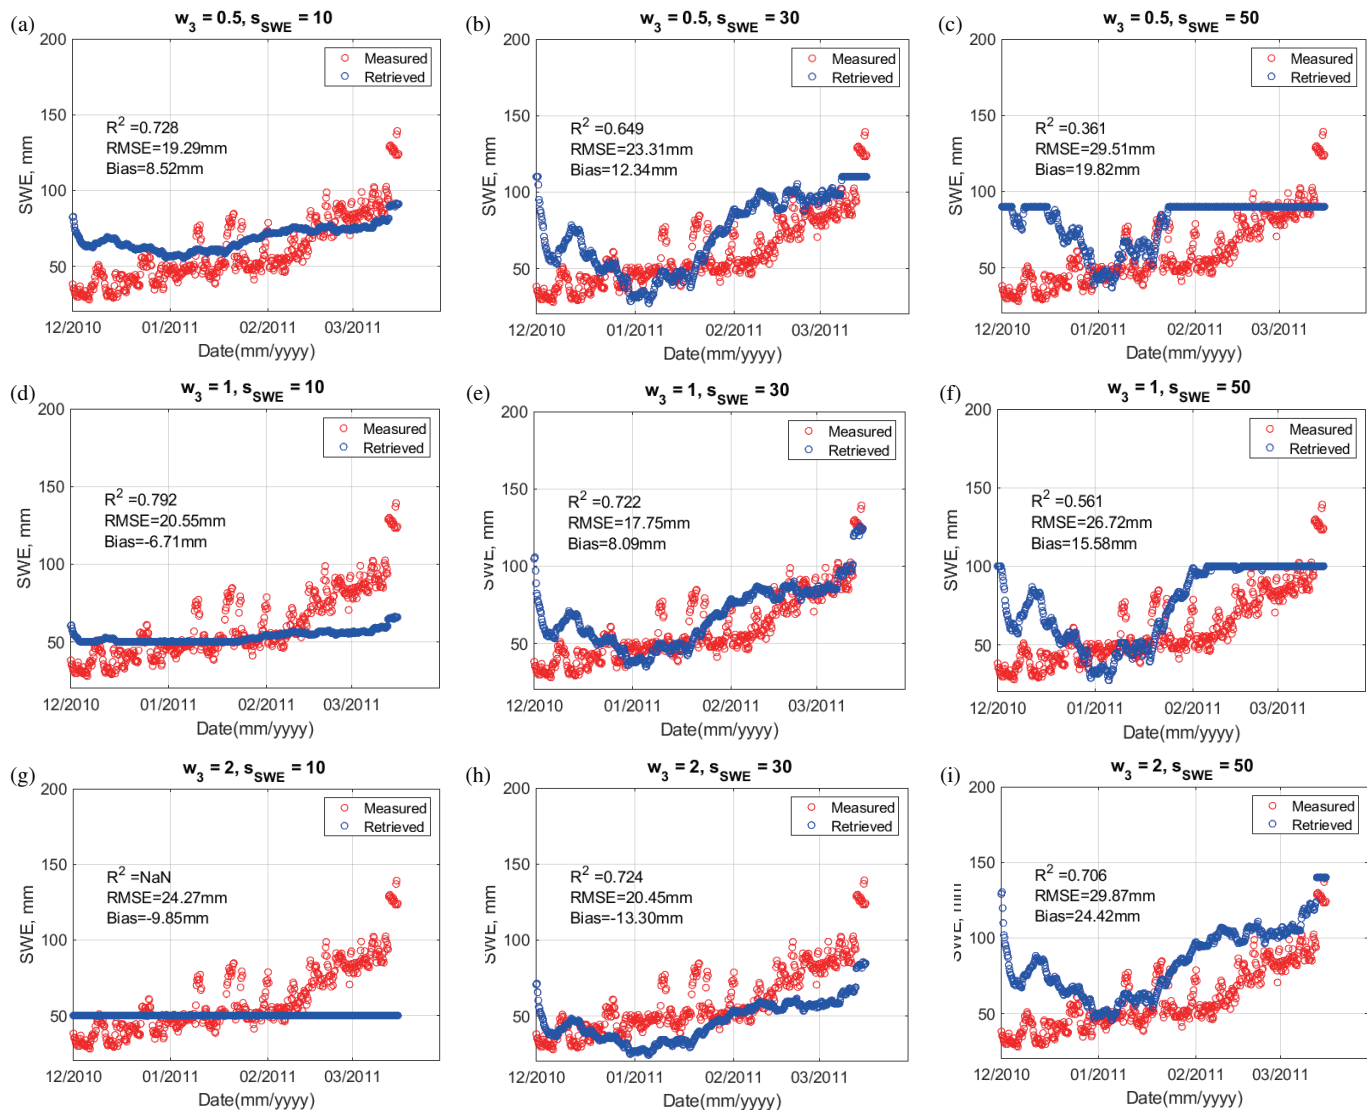 (a)
w3 = 0.5, sSWE = 10
200
150
100
50
SWE, mm
Measured
Retrieved
R2 =0.728
RMSE=19.29mm
Bias=8.52mm
12/2010 01/2011 02/2011 03/2011
Date(mm/yyyy)
(b)
w3 = 0.5, sSWE = 30
200
150
100
50
SWE, mm
Measured
Retrieved
R2 =0.649
RMSE=23.31mm
Bias=12.34mm
12/2010 01/2011 02/2011 03/2011
Date(mm/yyyy)
(c)
w3 = 0.5, sSWE = 50
200
150
100
50
SWE, mm
Measured
Retrieved
R2 =0.361
RMSE=29.51mm
Bias=19.82mm
12/2010 01/2011 02/2011 03/2011
Date(mm/yyyy)
(d)
w3 = 1, sSWE = 10
200
150
100
50
SWE, mm
Measured
Retrieved
R2 =0.792
RMSE=20.55mm
Bias=-6.71mm
12/2010 01/2011 02/2011 03/2011
Date(mm/yyyy)
(e)
w3 = 1, sSWE = 30
200
150
100
50
SWE, mm
Measured
Retrieved
R2 =0.722
RMSE=17.75mm
Bias=8.09mm
12/2010 01/2011 02/2011 03/2011
Date(mm/yyyy)
(f)
w3 = 1, sSWE = 50
200
150
100
50
SWE, mm
Measured
Retrieved
R2 =0.561
RMSE=26.72mm
Bias=15.58mm
12/2010 01/2011 02/2011 03/2011
Date(mm/yyyy)
(g)
w3 = 2, sSWE = 10
200
150
100
50
SWE, mm
Measured
Retrieved
R2 =NaN
RMSE=24.27mm
Bias=-9.85mm
12/2010 01/2011 02/2011 03/2011
Date(mm/yyyy)
(h)
w3 = 2, sSWE = 30
200
150
100
50
SWE, mm
Measured
Retrieved
R2 =0.724
RMSE=20.45mm
Bias=-13.30mm
12/2010 01/2011 02/2011 03/2011
Date(mm/yyyy)
(i)
w3 = 2, sSWE = 50
200
150
100
50
SWE, mm
Measured
Retrieved
R2 =0.706
RMSE=29.87mm
Bias=24.42mm
12/2010 01/2011 02/2011 03/2011
Date(mm/yyyy)